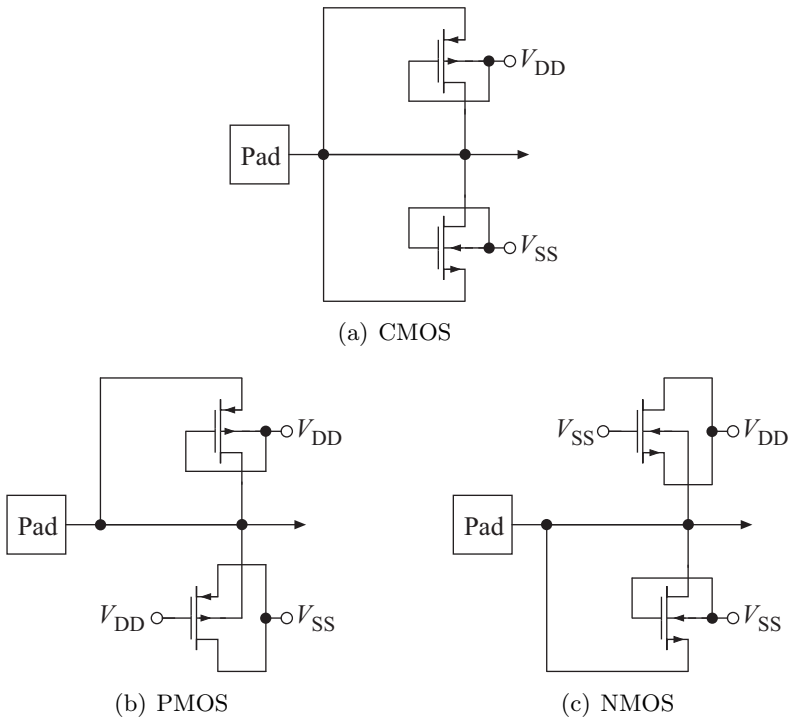 V_DD
Pad
V_SS
(a) CMOS
V_DD
Pad
V_DD
V_SS
(b) PMOS
V_SS
V_DD
Pad
V_SS
(c) NMOS